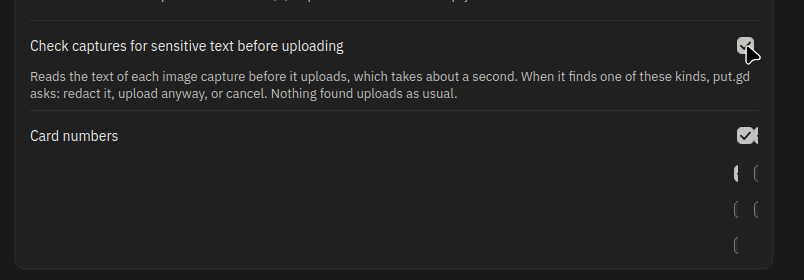 Check captures for sensitive text before uploading
Reads the text of each image capture before it uploads, which takes about a second. When it finds one of these kinds, put.gd
asks: redact it, upload anyway, or cancel. Nothing found uploads as usual.
Card numbers